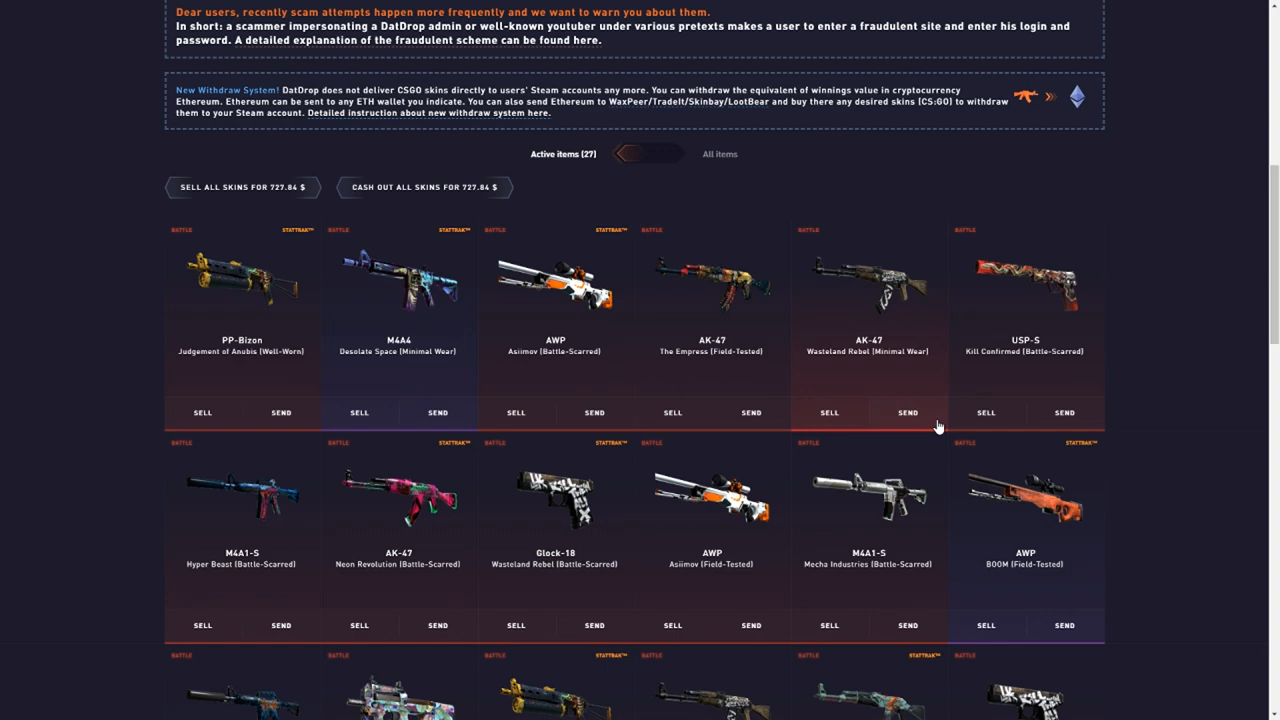 Dear users, recently scam attempts happen more frequently and we want to warn you about them.
In short: a scammer impersonating a DatDrop admin or well-known youtuber under various pretexts makes a user to enter a fraudulent site and enter his login and
password. A detailed explanation of the fraudulent scheme can be found here.
New Withdraw System! DatDrop does not deliver CSGO skins directly to users' Steam accounts any more. You can withdraw the equivalent of winnings value in cryptocurrency
Ethereum. Ethereum can be sent to any ETH wallet you indicate. You can also send Ethereum to WaxPeer/TradeIt/Skinbay/LootBear and buy there any desired skins (CS:GO) to withdraw
them to your Steam account. Detailed instruction about new withdraw system here.
Active items (27) All items
SELL ALL SKINS FOR 727.84 $ CASH OUT ALL SKINS FOR 727.84 $
BATTLE STATTRAK™ BATTLE STATTRAK™ BATTLE STATTRAK™ BATTLE BATTLE BATTLE
PP-Bizon M4A4 AWP AK-47 AK-47 USP-S
Judgement of Anubis (Well-Worn) Desolate Space (Minimal Wear) Asiimov (Battle-Scarred) The Empress (Field-Tested) Wasteland Rebel (Minimal Wear) Kill Confirmed (Battle-Scarred)
SELL SEND SELL SEND SELL SEND SELL SEND SELL SEND SELL SEND
BATTLE BATTLE STATTRAK™ BATTLE STATTRAK™ BATTLE BATTLE STATTRAK™
M4A1-S AK-47 Glock-18 AWP M4A1-S AWP
Hyper Beast (Battle-Scarred) Neon Revolution (Battle-Scarred) Wasteland Rebel (Battle-Scarred) Asiimov (Field-Tested) Mecha Industries (Battle-Scarred) BOOM (Field-Tested)
SELL SEND SELL SEND SELL SEND SELL SEND SELL SEND SELL SEND
BATTLE BATTLE BATTLE STATTRAK™ BATTLE BATTLE STATTRAK™ BATTLE